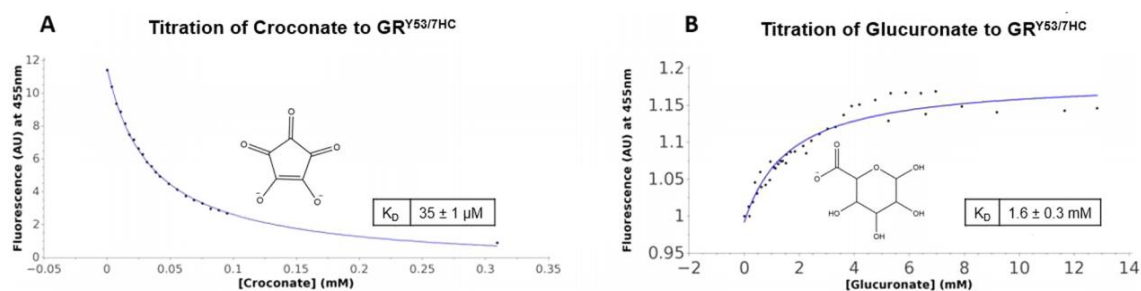 A
Titration of Croconate to GR^Y53/7HC
Fluorescence (AU) at 455nm
12
10
8
6
4
2
0
−0.05
0
0.05
0.1
0.15
0.2
0.25
0.3
0.35
[Croconate] (mM)
O
O
O
O
-
O
-
K_D 35 ± 1 µM
B
Titration of Glucuronate to GR^Y53/7HC
Fluorescence (AU) at 455nm
1.2
1.15
1.1
1.05
1
0.95
−2
0
2
4
6
8
10
12
14
[Glucuronate] (mM)
O
O
-
O
OH
HO
OH
OH
K_D 1.6 ± 0.3 mM